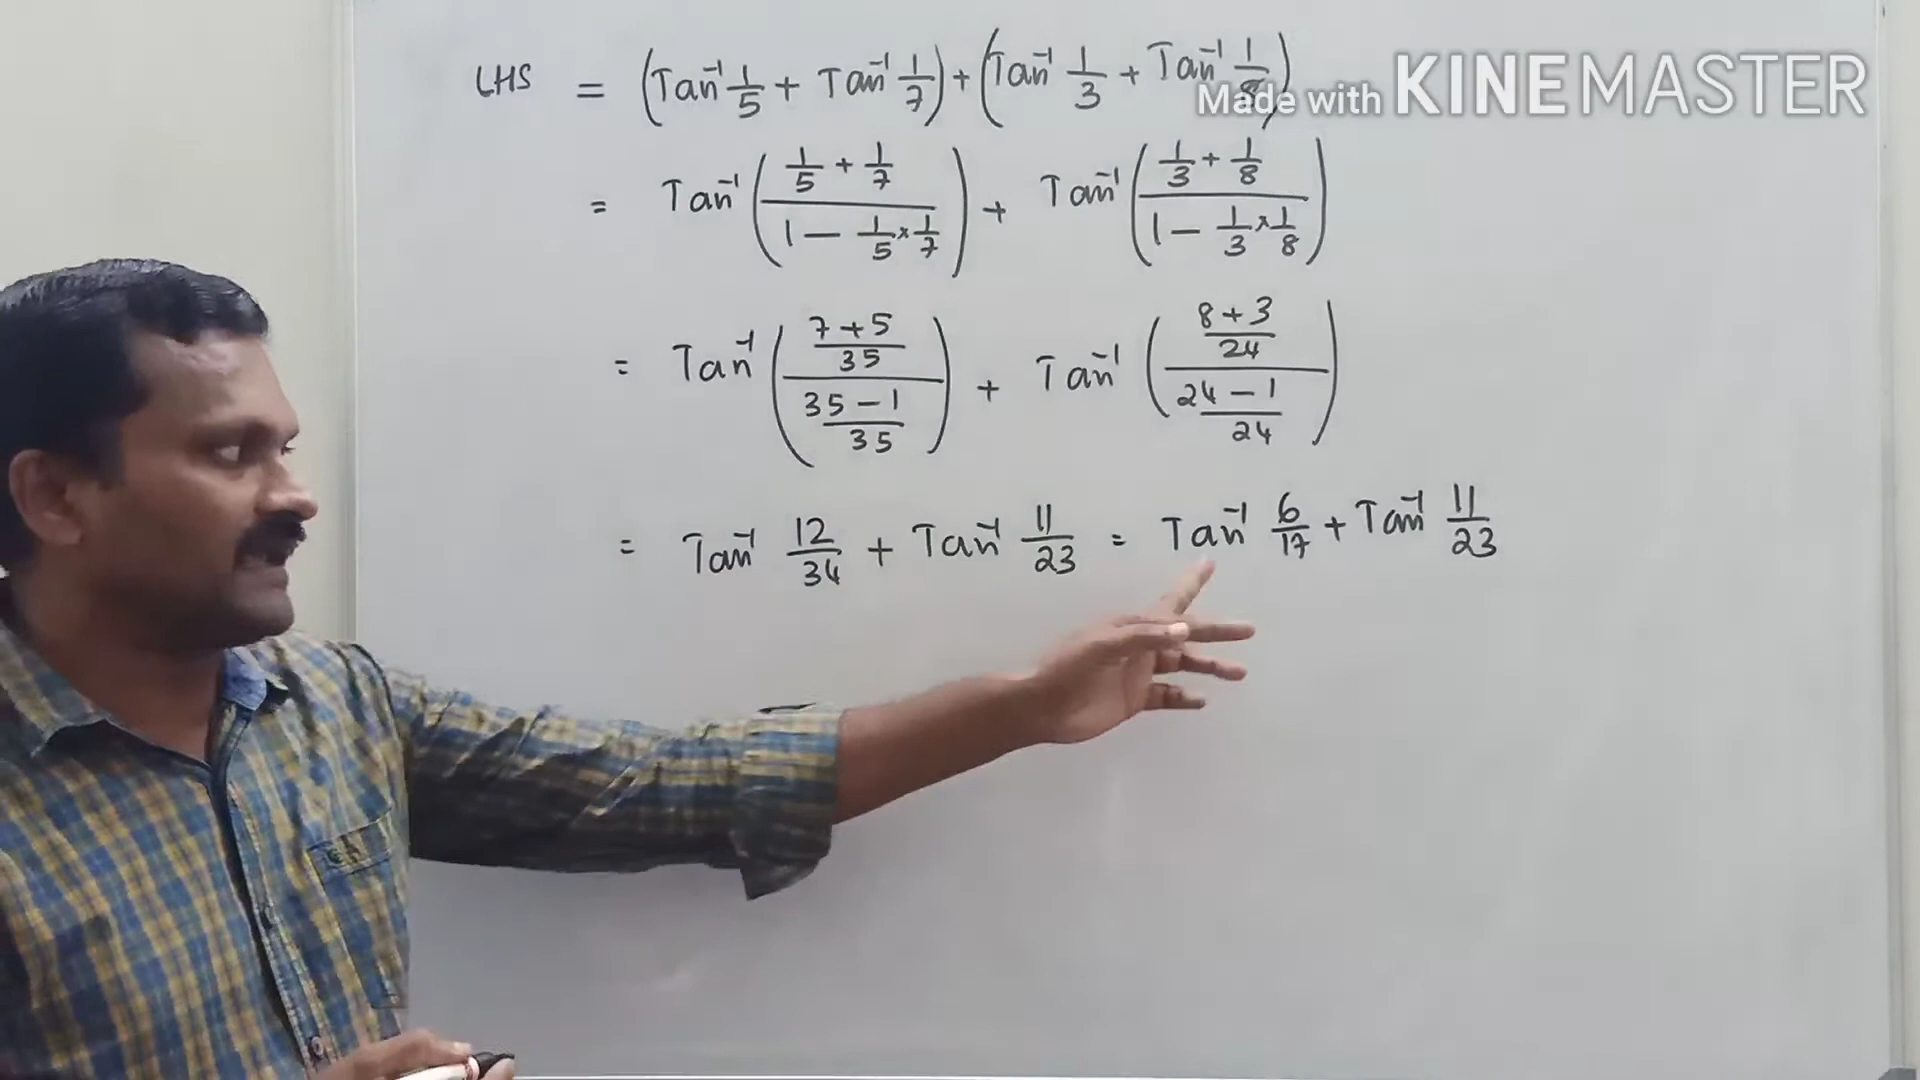 LHS = (Tan⁻¹ 1/5 + Tan⁻¹ 1/7) + (Tan⁻¹ 1/3 + Tan⁻¹ 1/8)
Made with KINEMASTER
= Tan⁻¹ ((1/5 + 1/7)/(1 − 1/5 × 1/7)) + Tan⁻¹ ((1/3 + 1/8)/(1 − 1/3 × 1/8))
= Tan⁻¹ (((7+5)/35)/((35−1)/35)) + Tan⁻¹ (((8+3)/24)/((24−1)/24))
= Tan⁻¹ 12/34 + Tan⁻¹ 11/23 = Tan⁻¹ 6/17 + Tan⁻¹ 11/23